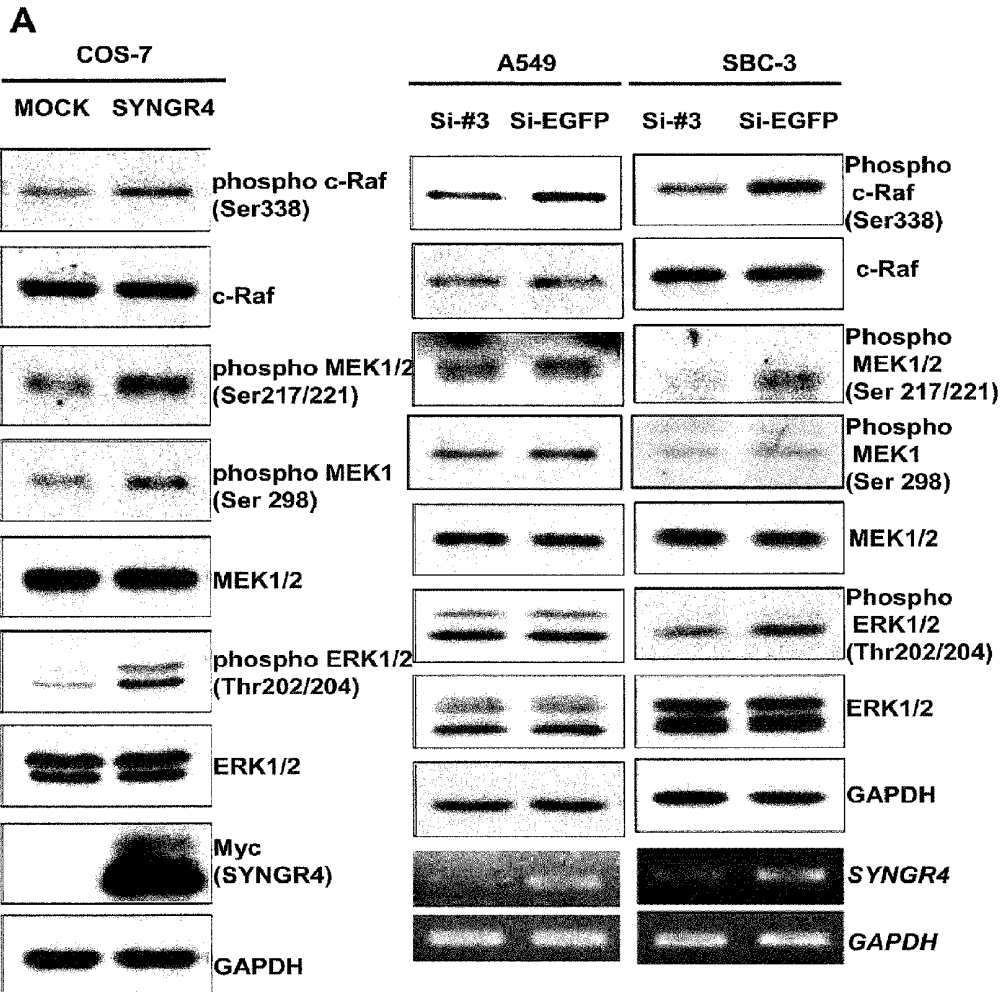 A
COS-7
MOCK SYNGR4
phospho c-Raf
(Ser338)
c-Raf
phospho MEK1/2
(Ser217/221)
phospho MEK1
(Ser 298)
MEK1/2
phospho ERK1/2
(Thr202/204)
ERK1/2
Myc
(SYNGR4)
GAPDH
A549
SBC-3
Si-#3 Si-EGFP
Si-#3 Si-EGFP
Phospho
c-Raf
(Ser338)
c-Raf
Phospho
MEK1/2
(Ser 217/221)
Phospho
MEK1
(Ser 298)
MEK1/2
Phospho
ERK1/2
(Thr202/204)
ERK1/2
GAPDH
SYNGR4
GAPDH